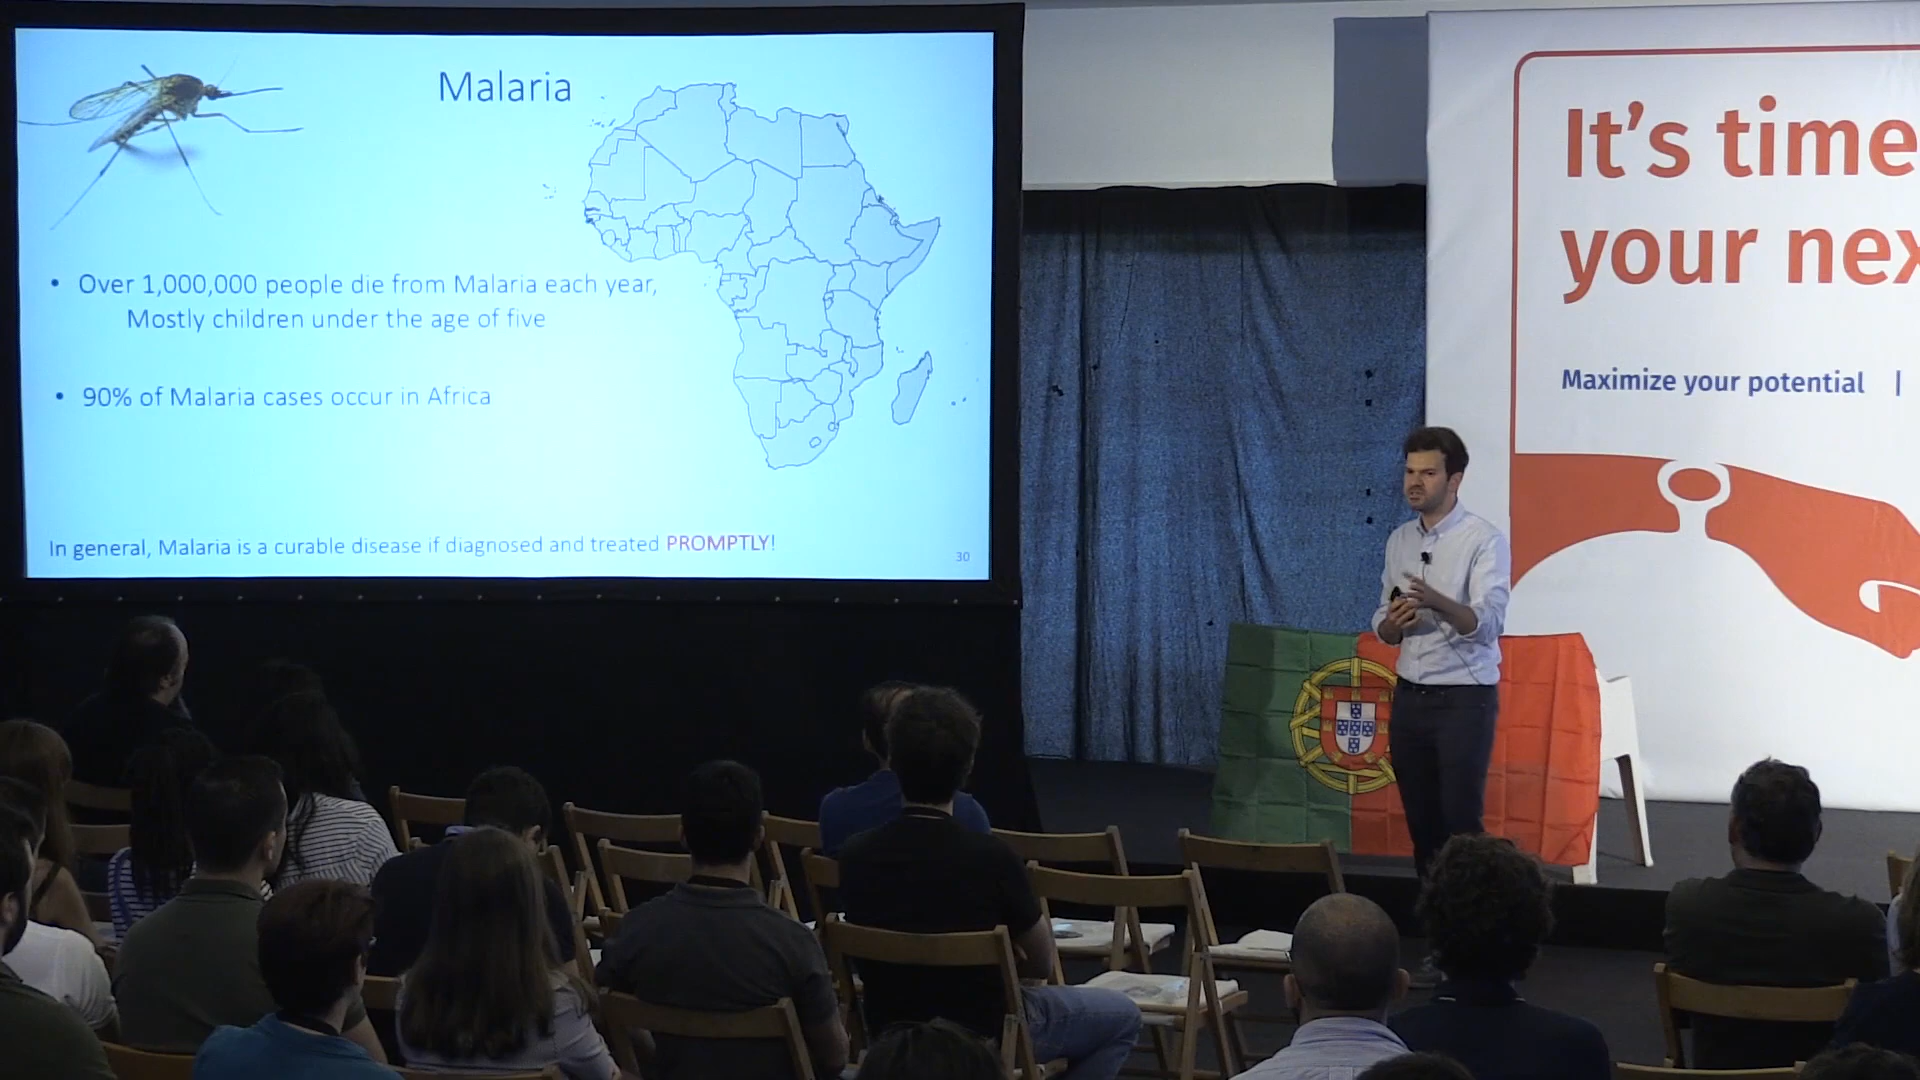 Malaria
• Over 1,000,000 people die from Malaria each year,
Mostly children under the age of five
• 90% of Malaria cases occur in Africa
In general, Malaria is a curable disease if diagnosed and treated PROMPTLY!
30
It's time
your nex
Maximize your potential |